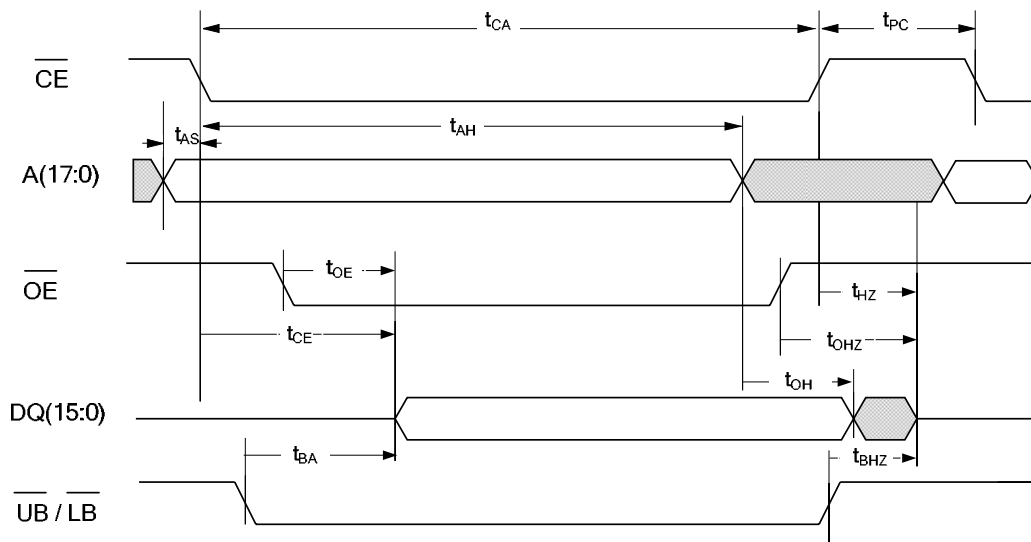 tCA
tPC
CE
tAS
tAH
A(17:0)
tOE
OE
tHZ
tCE
tOHZ
tOH
DQ(15:0)
tBA
tBHZ
UB / LB